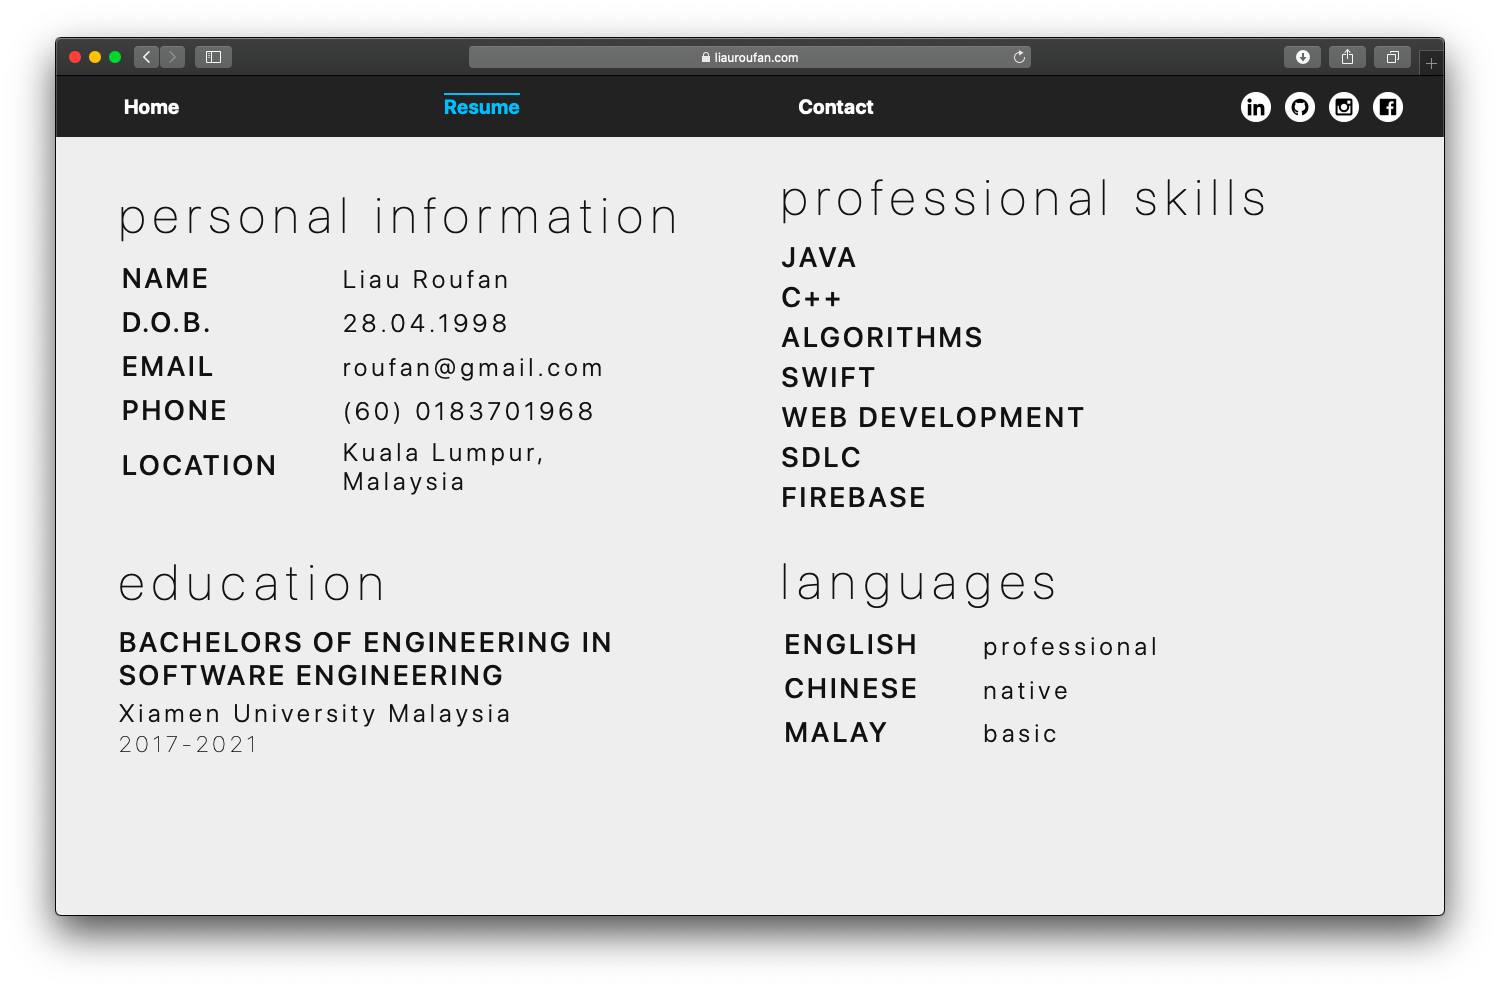 liauroufan.com
Home
Resume
Contact
personal information
NAME Liau Roufan
D.O.B. 28.04.1998
EMAIL roufan@gmail.com
PHONE (60) 0183701968
LOCATION Kuala Lumpur,
Malaysia
professional skills
JAVA
C++
ALGORITHMS
SWIFT
WEB DEVELOPMENT
SDLC
FIREBASE
education
BACHELORS OF ENGINEERING IN
SOFTWARE ENGINEERING
Xiamen University Malaysia
2017-2021
languages
ENGLISH professional
CHINESE native
MALAY basic